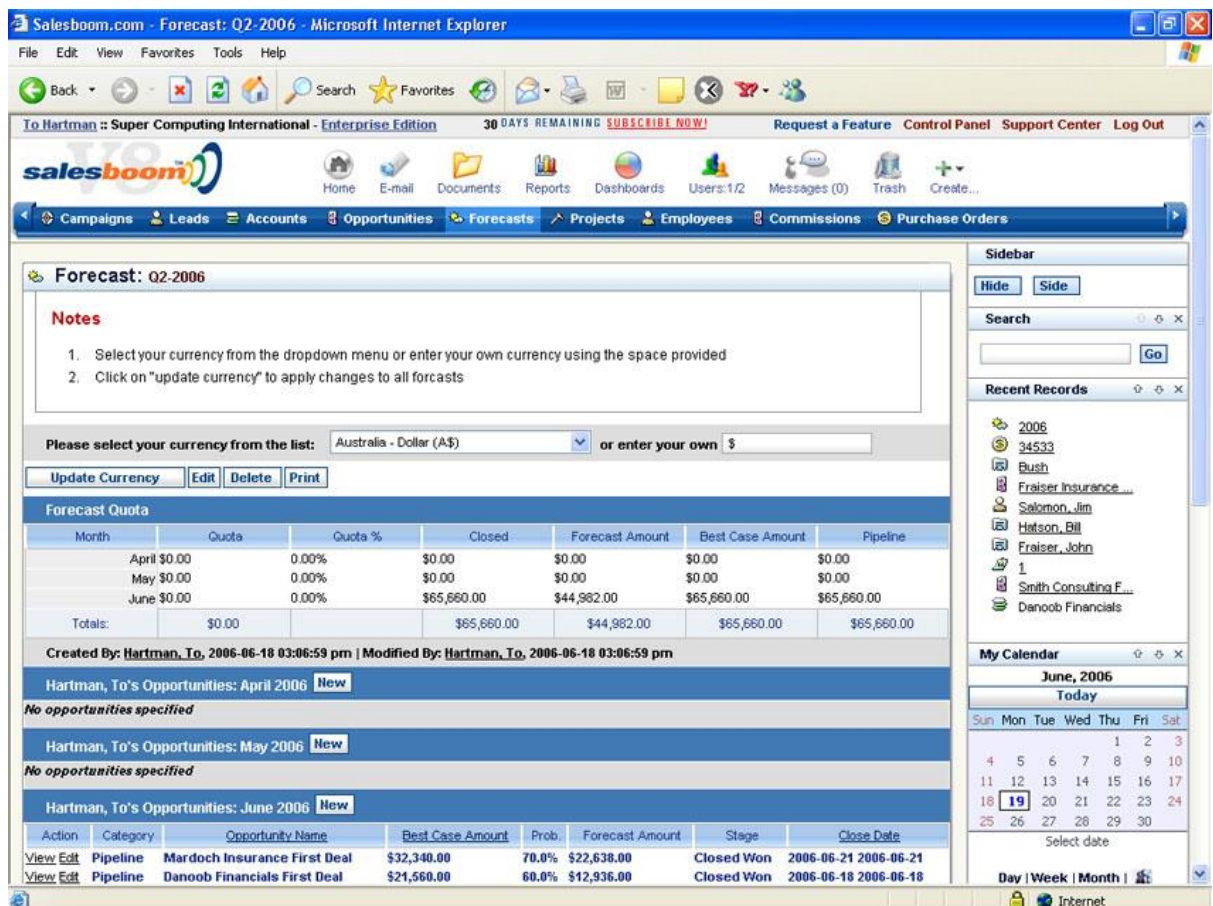 Salesboom.com - Forecast: Q2-2006 - Microsoft Internet Explorer
File Edit View Favorites Tools Help
Back Search Favorites
To Hartman :: Super Computing International - Enterprise Edition 30 DAYS REMAINING SUBSCRIBE NOW! Request a Feature Control Panel Support Center Log Out
salesboom V8
Home E-mail Documents Reports Dashboards Users:1/2 Messages (0) Trash Create...
Campaigns Leads Accounts Opportunities Forecasts Projects Employees Commissions Purchase Orders
Forecast: Q2-2006
Notes
1. Select your currency from the dropdown menu or enter your own currency using the space provided
2. Click on "update currency" to apply changes to all forcasts
Please select your currency from the list: Australia - Dollar (A$) or enter your own $
Update Currency Edit Delete Print
Forecast Quota
Month Quota Quota % Closed Forecast Amount Best Case Amount Pipeline
April $0.00 0.00% $0.00 $0.00 $0.00 $0.00
May $0.00 0.00% $0.00 $0.00 $0.00 $0.00
June $0.00 0.00% $65,660.00 $44,982.00 $65,660.00 $65,660.00
Totals: $0.00 $65,660.00 $44,982.00 $65,660.00 $65,660.00
Created By: Hartman, To, 2006-06-18 03:06:59 pm | Modified By: Hartman, To, 2006-06-18 03:06:59 pm
Hartman, To's Opportunities: April 2006 New
No opportunities specified
Hartman, To's Opportunities: May 2006 New
No opportunities specified
Hartman, To's Opportunities: June 2006 New
Action Category Opportunity Name Best Case Amount Prob. Forecast Amount Stage Close Date
View Edit Pipeline Mardoch Insurance First Deal $32,340.00 70.0% $22,638.00 Closed Won 2006-06-21 2006-06-21
View Edit Pipeline Danoob Financials First Deal $21,560.00 60.0% $12,936.00 Closed Won 2006-06-18 2006-06-18
Sidebar
Hide Side
Search
Go
Recent Records
2006
34533
Bush
Fraiser Insurance ...
Salomon, Jim
Hatson, Bill
Fraiser, John
1
Smith Consulting F...
Danoob Financials
My Calendar
June, 2006
Today
Sun Mon Tue Wed Thu Fri Sat
1 2 3
4 5 6 7 8 9 10
11 12 13 14 15 16 17
18 19 20 21 22 23 24
25 26 27 28 29 30
Select date
Day | Week | Month |
Internet